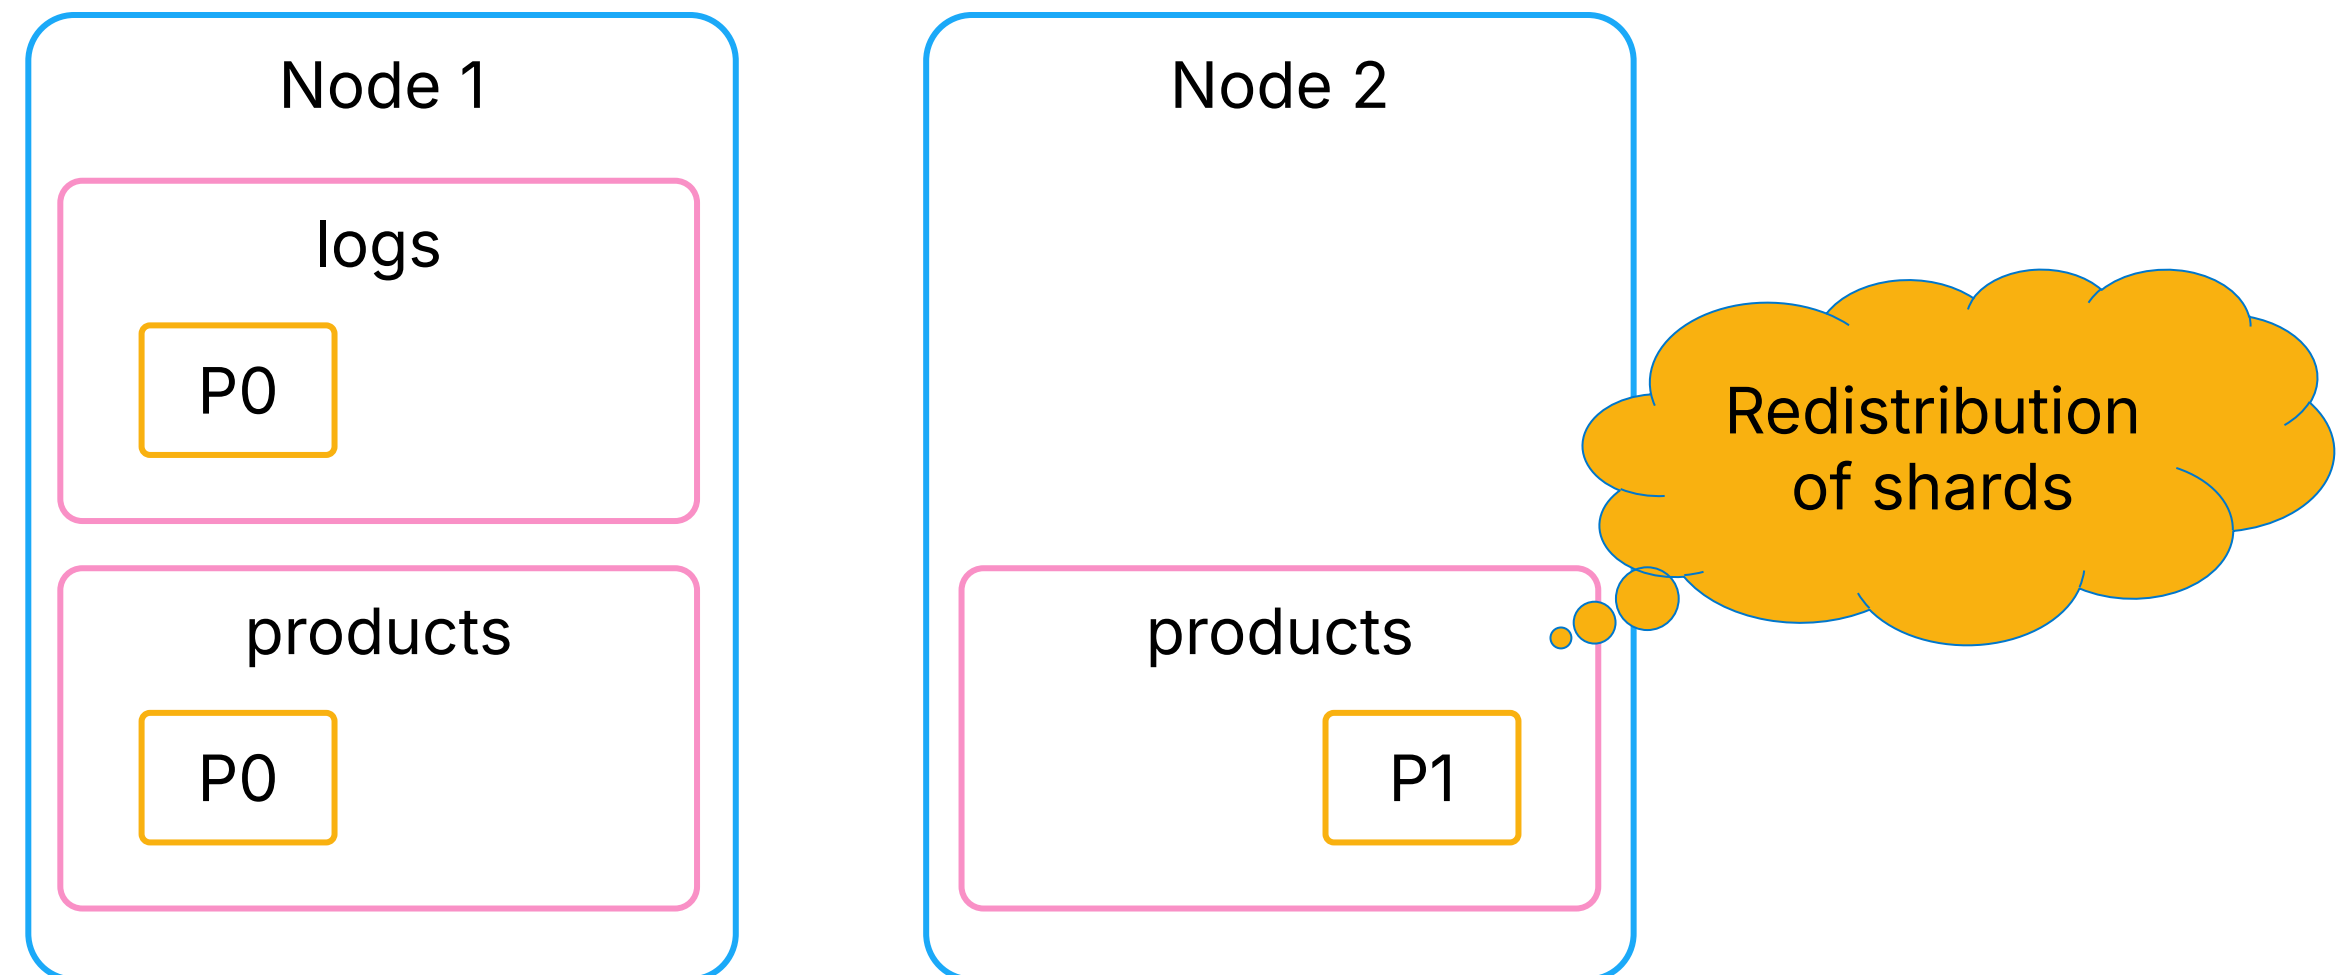 Node 1
logs
P0
products
P0
Node 2
products
P1
Redistribution
of shards